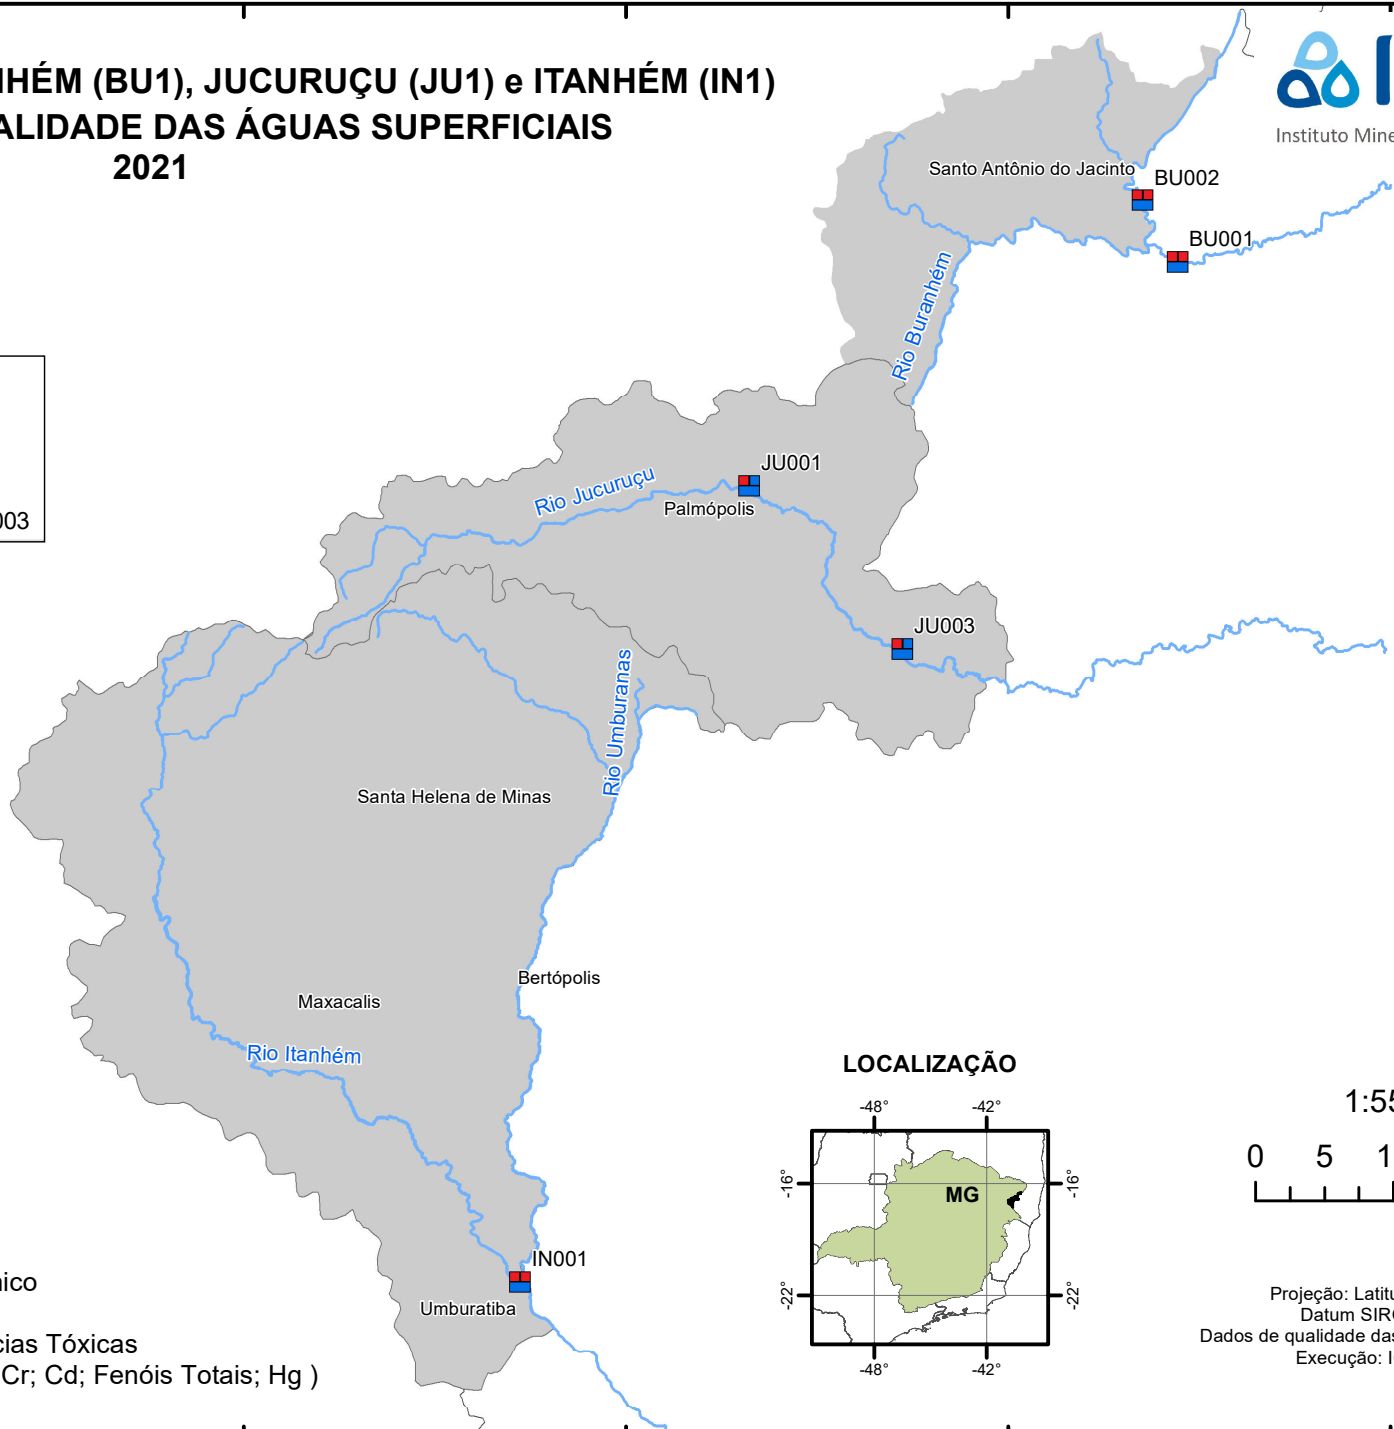 NHÉM (BU1), JUCURUÇU (JU1) e ITANHÉM (IN1)
ALIDADE DAS ÁGUAS SUPERFICIAIS
2021
Instituto Mine
Santo Antônio do Jacinto
BU002
BU001
Rio Buranhém
003
JU001
Rio Jucuruçu
Palmópolis
JU003
Rio Umburanas
Santa Helena de Minas
Bertópolis
Maxacalis
Rio Itanhém
IN001
Umburatiba
LOCALIZAÇÃO
-48°
-42°
-16°
-16°
MG
-22°
-22°
-48°
-42°
1:55
0 5 1
nico
cias Tóxicas
Cr; Cd; Fenóis Totais; Hg )
Projeção: Latitu
Datum SIRG
Dados de qualidade das
Execução: I